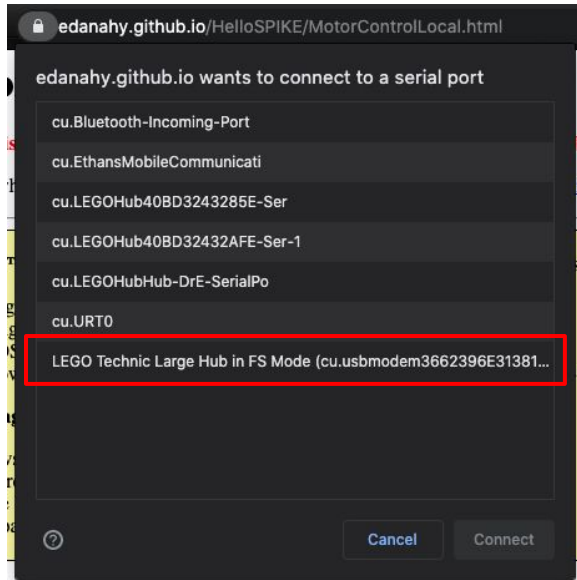 edanahy.github.io/HelloSPIKE/MotorControlLocal.html
edanahy.github.io wants to connect to a serial port
cu.Bluetooth-Incoming-Port
cu.EthansMobileCommunicati
cu.LEGOHub40BD3243285E-Ser
cu.LEGOHub40BD32432AFE-Ser-1
cu.LEGOHubHub-DrE-SerialPo
cu.URT0
LEGO Technic Large Hub in FS Mode (cu.usbmodem3662396E31381...
Cancel
Connect